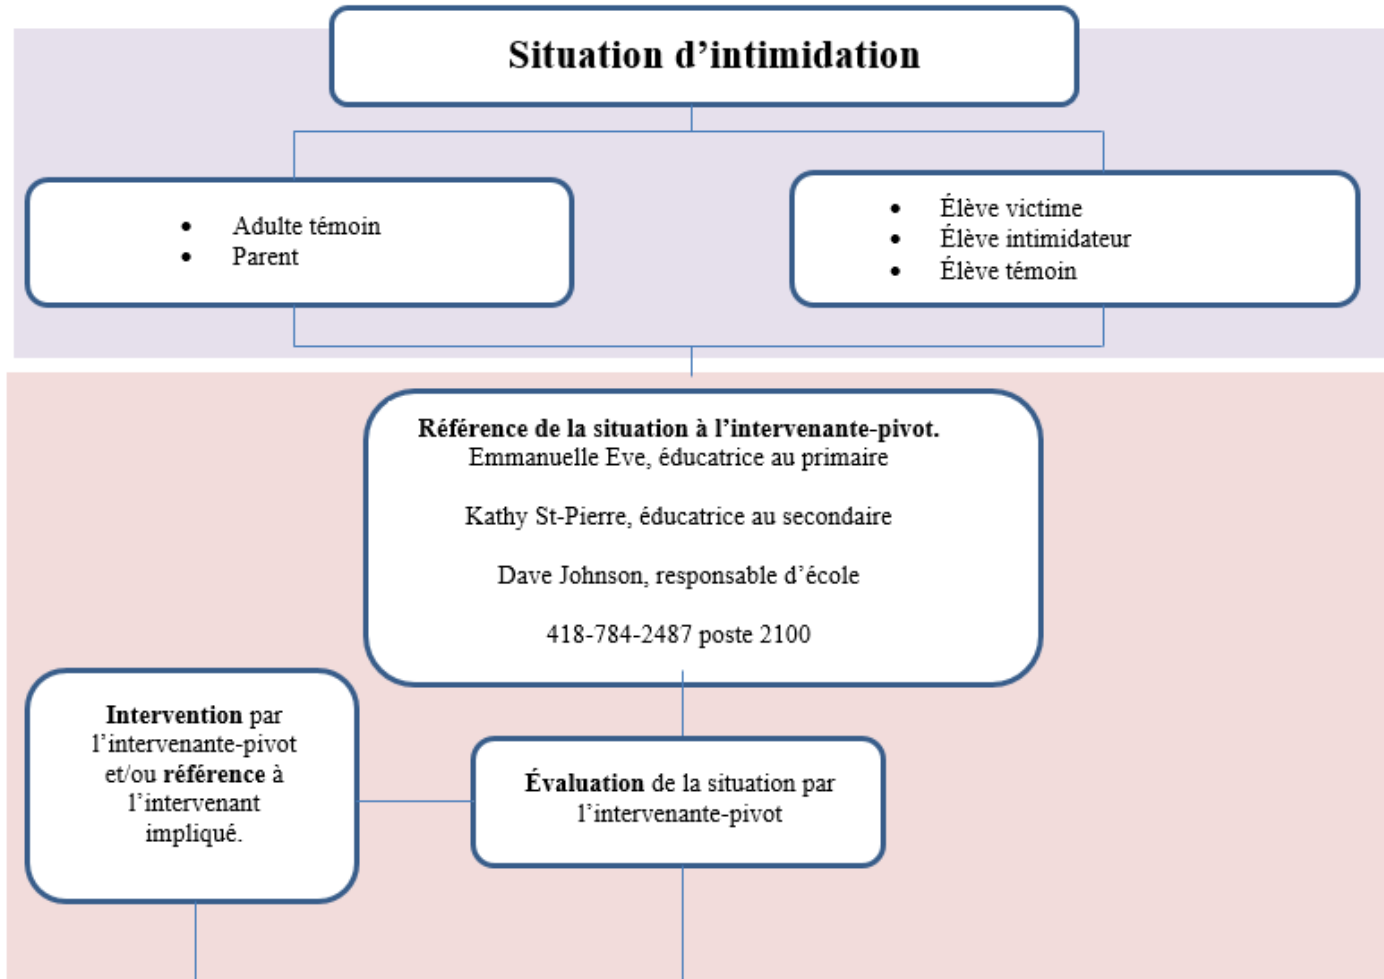 Situation d’intimidation
• Adulte témoin
• Parent
• Élève victime
• Élève intimidateur
• Élève témoin
Référence de la situation à l’intervenante-pivot.
Emmanuelle Eve, éducatrice au primaire
Kathy St-Pierre, éducatrice au secondaire
Dave Johnson, responsable d’école
418-784-2487 poste 2100
Intervention par
l’intervenante-pivot
et/ou référence à
l’intervenant
impliqué.
Évaluation de la situation par
l’intervenante-pivot